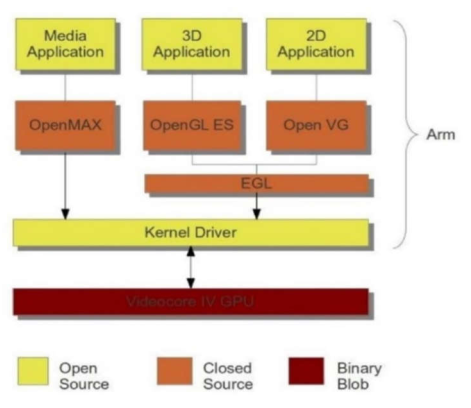 Media
Application
3D
Application
2D
Application
OpenMAX
OpenGL ES
Open VG
Arm
EGL
Kernel Driver
Videocore IV GPU
Open
Source
Closed
Source
Binary
Blob